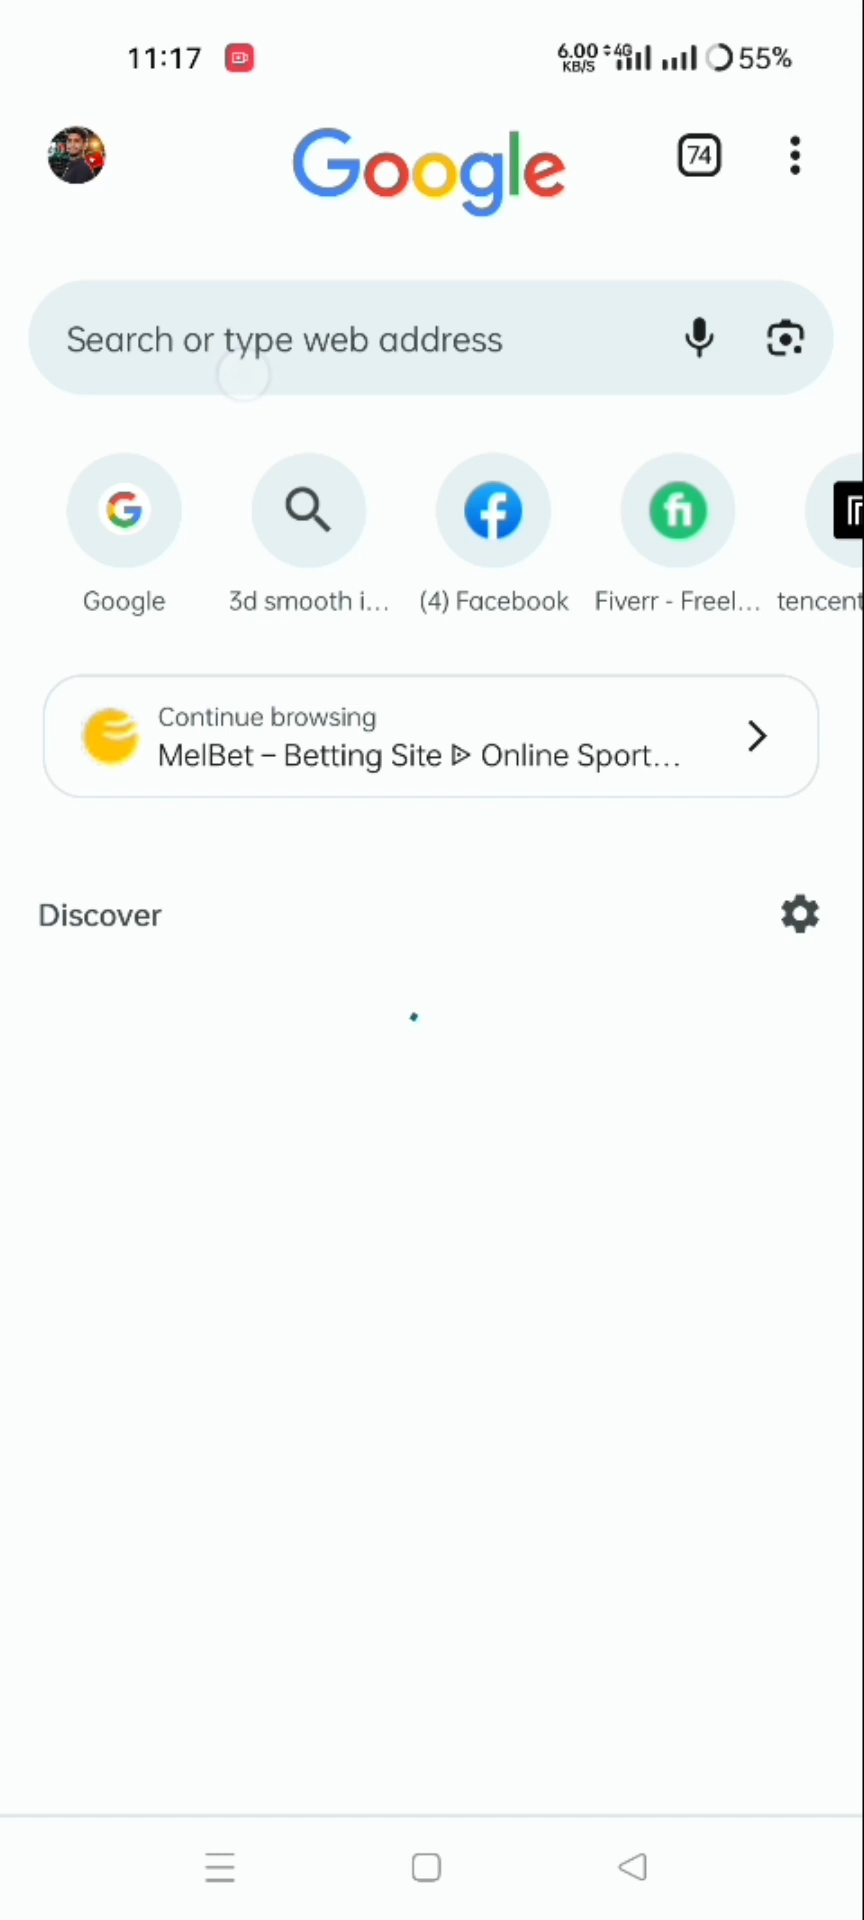 11:17
6.00 KB/S 4G 55%
Google
74
Search or type web address
Google
3d smooth i...
(4) Facebook
Fiverr - Freel...
tencent
Continue browsing
MelBet – Betting Site ᐅ Online Sport...
Discover